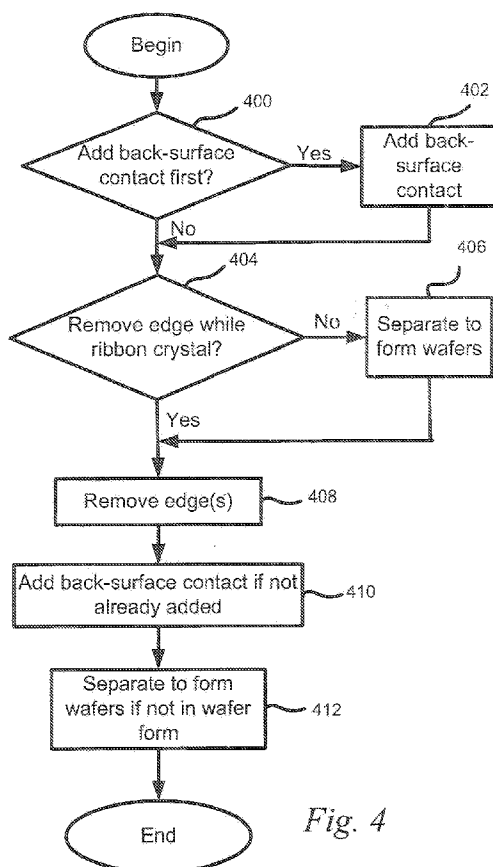 Begin
400
Add back-surface
contact first?
Yes
402
Add back-
surface
contact
No
404
Remove edge while
ribbon crystal?
No
406
Separate to
form wafers
Yes
Remove edge(s)
408
Add back-surface contact if not
already added
410
Separate to form
wafers if not in wafer
form
412
End
Fig. 4